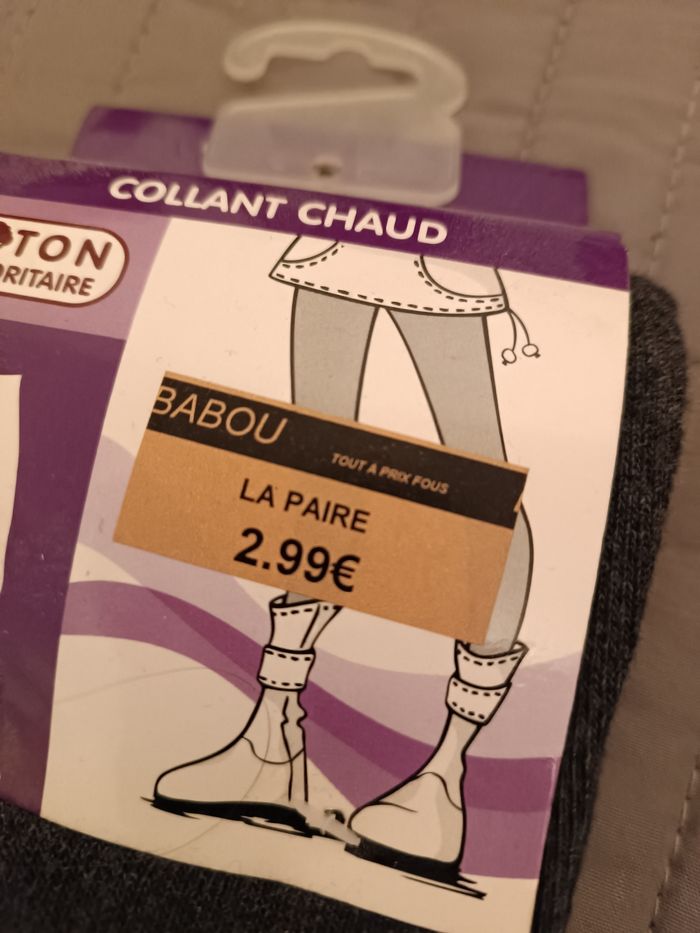 COLLANT CHAUD
TON
RITAIRE
BABOU
TOUT A PRIX FOUS
LA PAIRE
2.99€